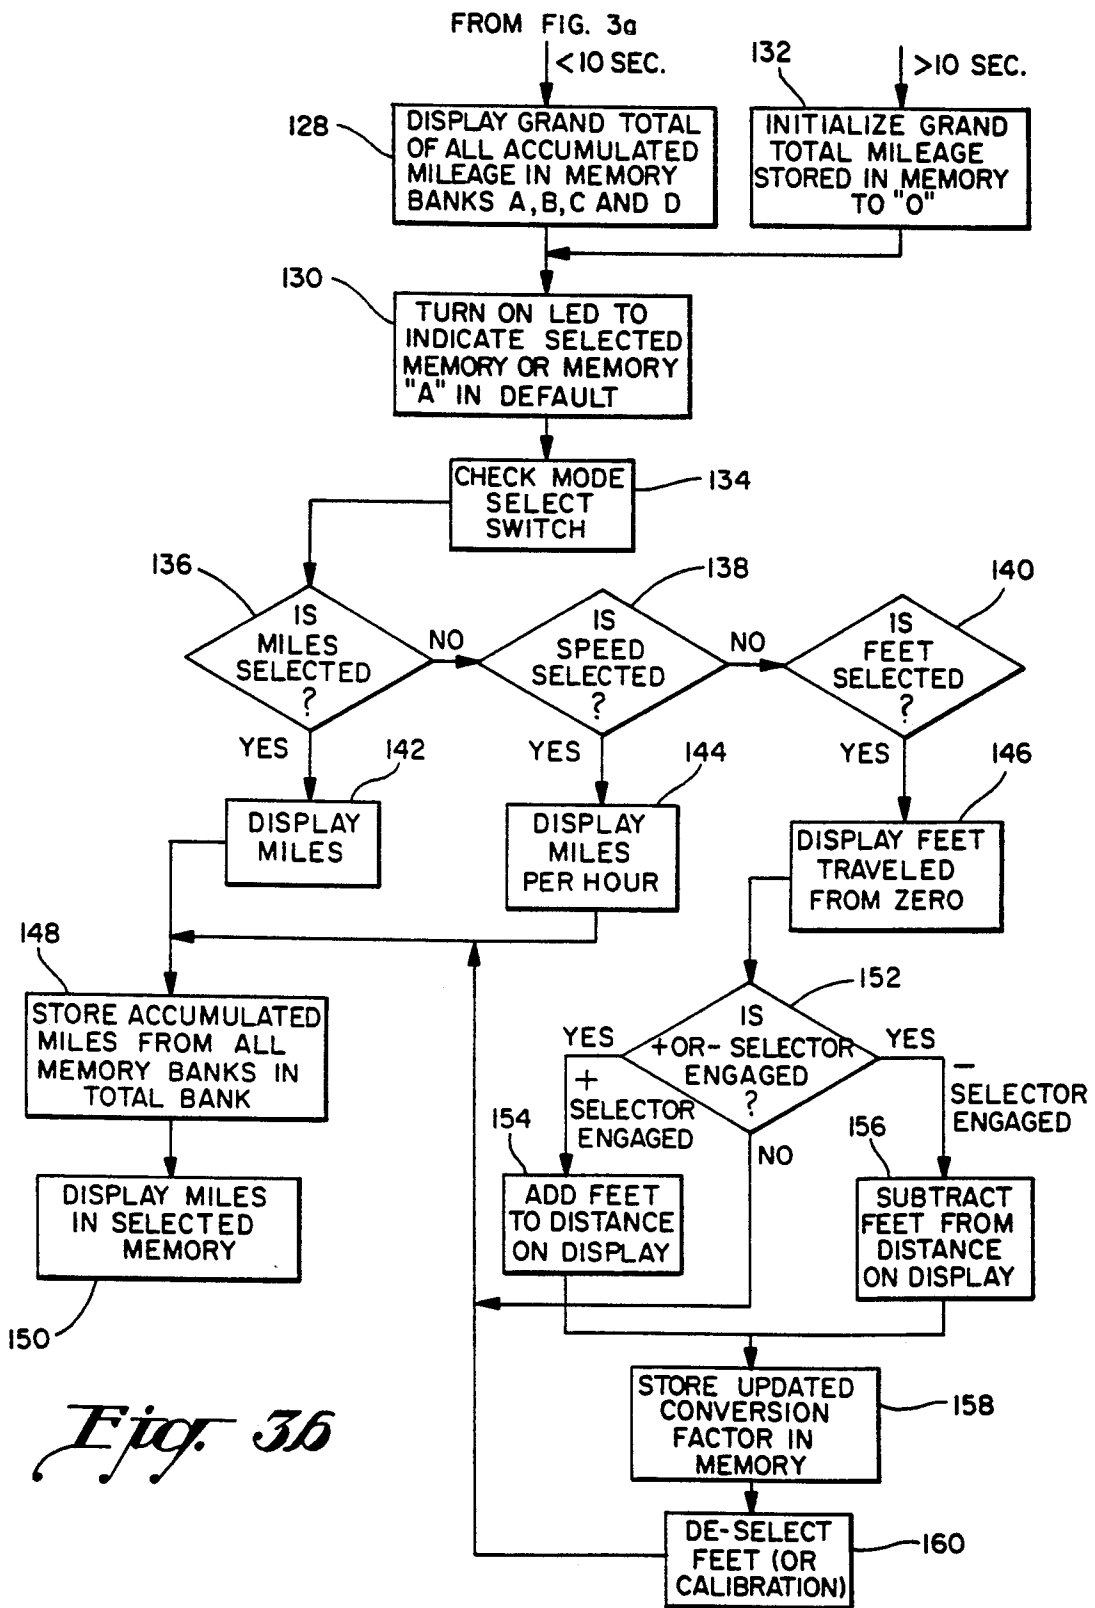 FROM FIG. 3a
<10 SEC.
132
>10 SEC.
128
DISPLAY GRAND TOTAL
OF ALL ACCUMULATED
MILEAGE IN MEMORY
BANKS A, B, C AND D
INITIALIZE GRAND
TOTAL MILEAGE
STORED IN MEMORY
TO "O"
130
TURN ON LED TO
INDICATE SELECTED
MEMORY OR MEMORY
"A" IN DEFAULT
CHECK MODE
SELECT
SWITCH
134
136
IS
MILES
SELECTED
?
NO
138
IS
SPEED
SELECTED
?
NO
140
IS
FEET
SELECTED
?
YES
142
YES
144
YES
146
DISPLAY
MILES
DISPLAY
MILES
PER HOUR
DISPLAY FEET
TRAVELED
FROM ZERO
148
STORE ACCUMULATED
MILES FROM ALL
MEMORY BANKS IN
TOTAL BANK
152
IS
+OR- SELECTOR
ENGAGED
?
YES
+
SELECTOR
ENGAGED
YES
-
SELECTOR
ENGAGED
NO
DISPLAY MILES
IN SELECTED
MEMORY
150
154
ADD FEET
TO DISTANCE
ON DISPLAY
156
SUBTRACT
FEET FROM
DISTANCE
ON DISPLAY
STORE UPDATED
CONVERSION
FACTOR IN
MEMORY
158
DE-SELECT
FEET (OR
CALIBRATION)
160
Fig. 3b